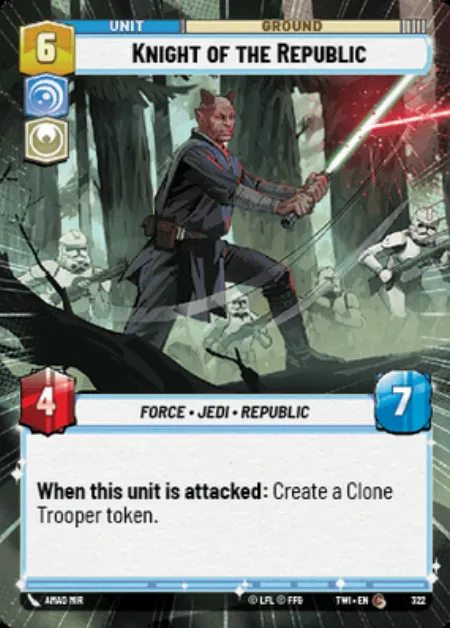 UNIT
GROUND
6
KNIGHT OF THE REPUBLIC
4
FORCE • JEDI • REPUBLIC
7
When this unit is attacked: Create a Clone
Trooper token.
AMAD MIR
© LFL © FFG
TWI • EN
322